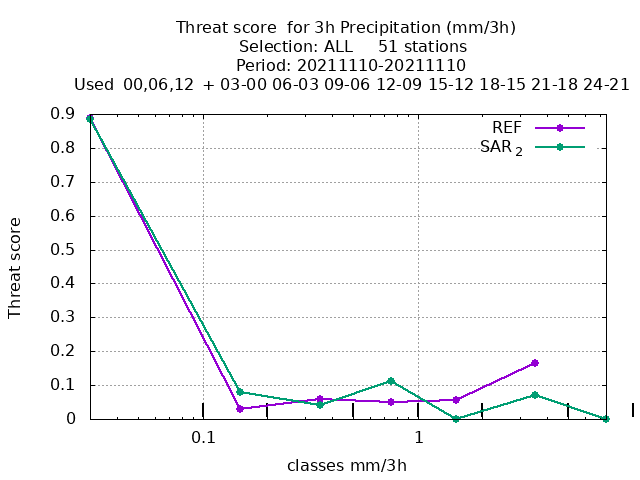 Threat score  for 3h Precipitation (mm/3h)
Selection: ALL     51 stations
Period: 20211110-20211110
Used  00,06,12  + 03-00 06-03 09-06 12-09 15-12 18-15 21-18 24-21
REF
SAR 2
0.9
0.8
0.7
0.6
0.5
0.4
0.3
0.2
0.1
0
Threat score
0.1 1
classes mm/3h